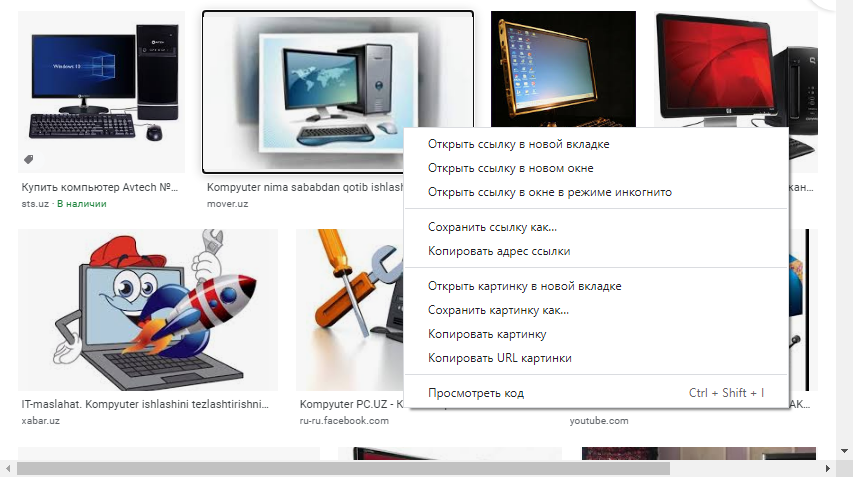 Windows 10
Купить компьютер Avtech №...
sts.uz · В наличии
Kompyuter nima sababdan qotib ishlash
mover.uz
кан...
Открыть ссылку в новой вкладке
Открыть ссылку в новом окне
Открыть ссылку в окне в режиме инкогнито
Сохранить ссылку как...
Копировать адрес ссылки
Открыть картинку в новой вкладке
Сохранить картинку как...
Копировать картинку
Копировать URL картинки
Просмотреть код Ctrl + Shift + I
IT-maslahat. Kompyuter ishlashini tezlashtirishni...
xabar.uz
Kompyuter PC.UZ - K
ru-ru.facebook.com
AK...
youtube.com